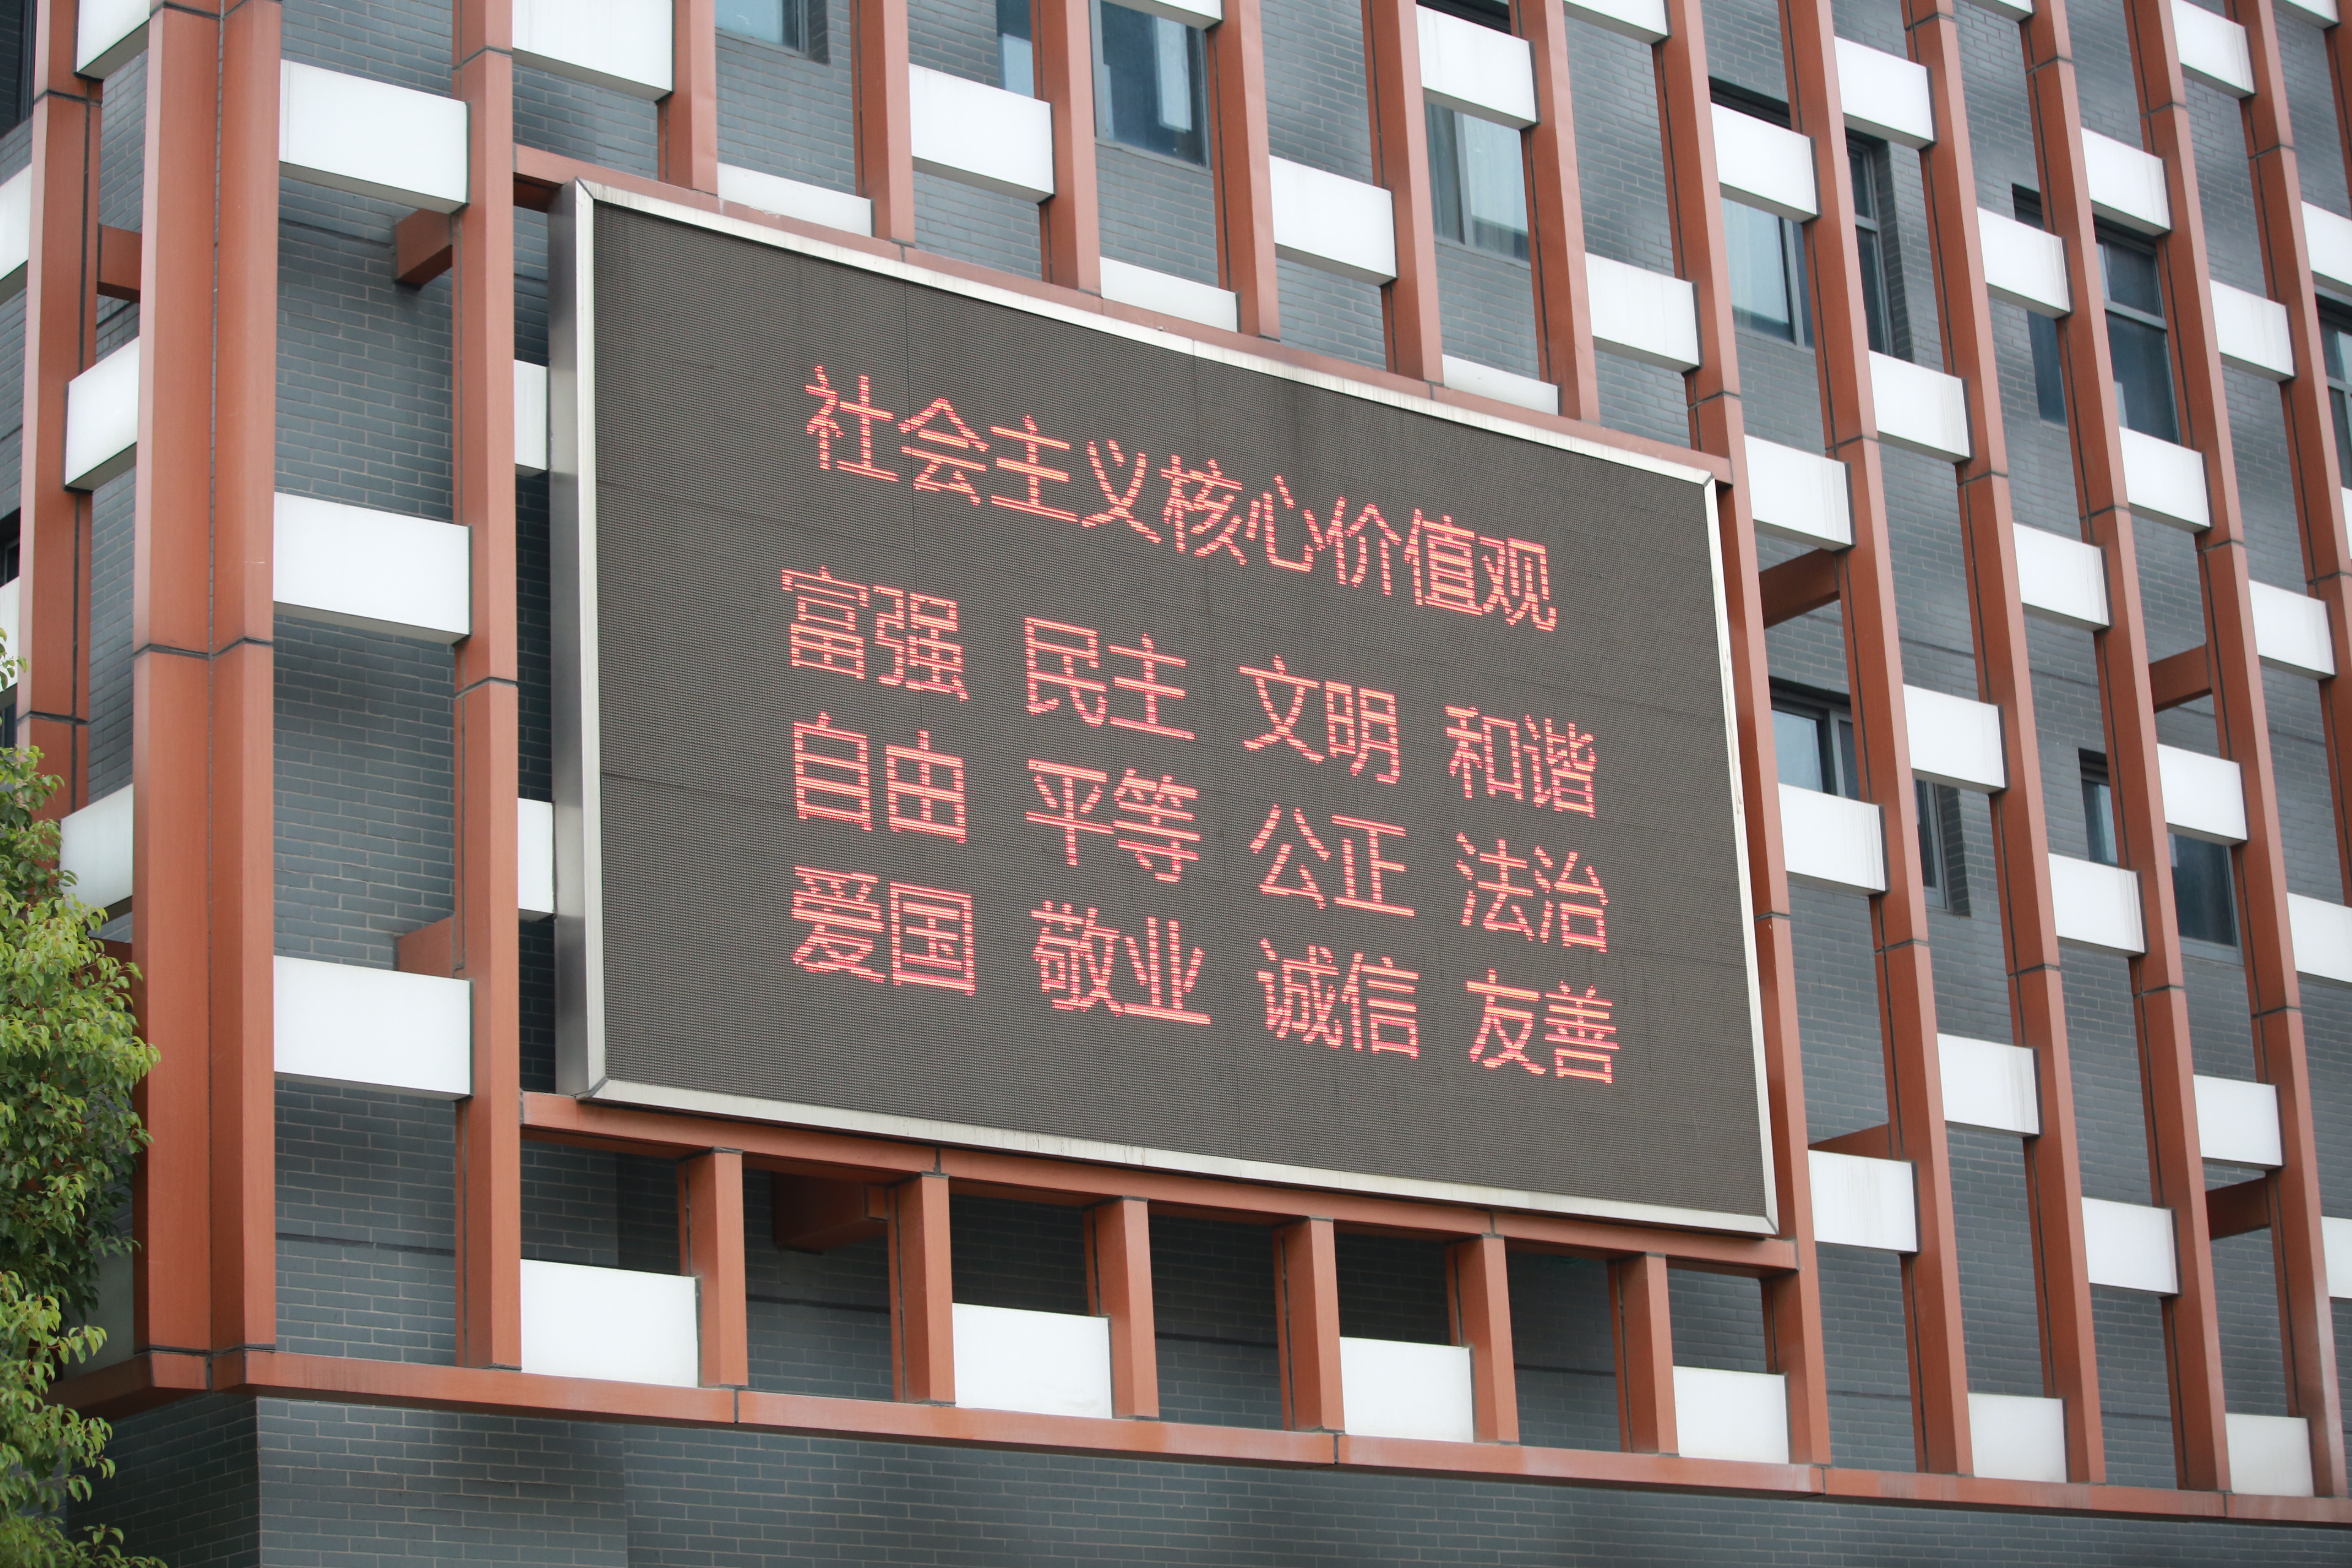 社会主义核心价值观
富强 民主 文明 和谐
自由 平等 公正 法治
爱国 敬业 诚信 友善